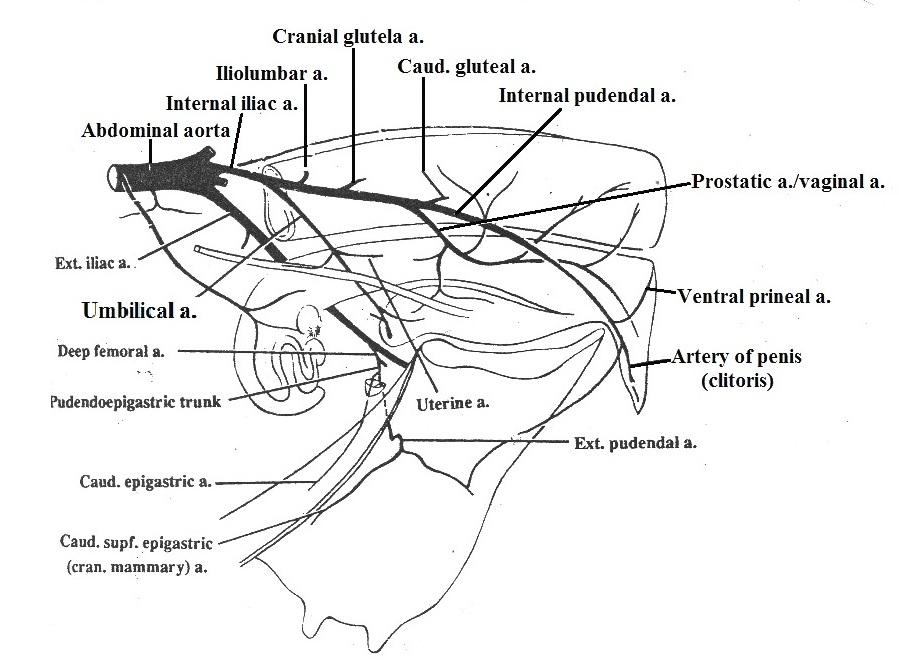 Cranial glutela a.
Iliolumbar a.
Caud. gluteal a.
Internal iliac a.
Internal pudendal a.
Abdominal aorta
Prostatic a./vaginal a.
Ext. iliac a.
Umbilical a.
Ventral prineal a.
Deep femoral a.
Artery of penis
(clitoris)
Pudendoepigastric trunk
Uterine a.
Ext. pudendal a.
Caud. epigastric a.
Caud. supf. epigastric
(cran. mammary) a.